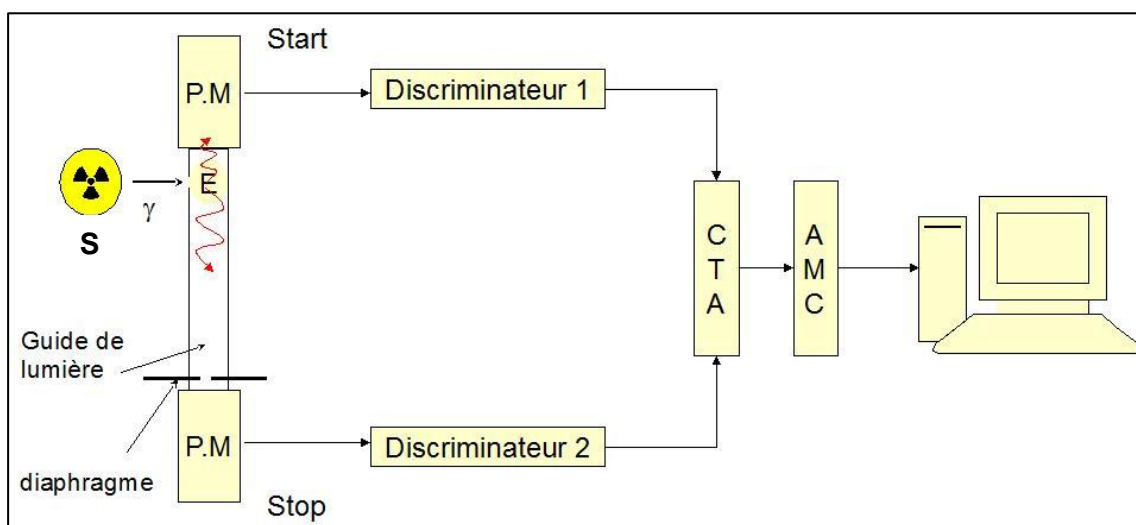 Start
P.M
Discriminateur 1
E
γ
S
C
T
A
A
M
C
Guide de
lumière
diaphragme
P.M
Discriminateur 2
Stop